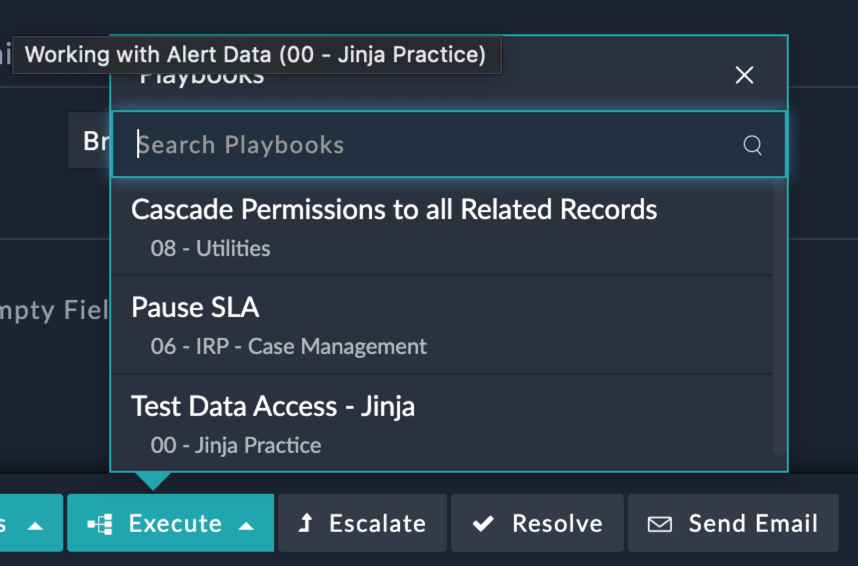 Working with Alert Data (00 - Jinja Practice)
Playbooks
Br
Search Playbooks
Cascade Permissions to all Related Records
08 - Utilities
Pause SLA
mpty Fiel
06 - IRP - Case Management
Test Data Access - Jinja
00 - Jinja Practice
s
Execute
Escalate
Resolve
Send Email